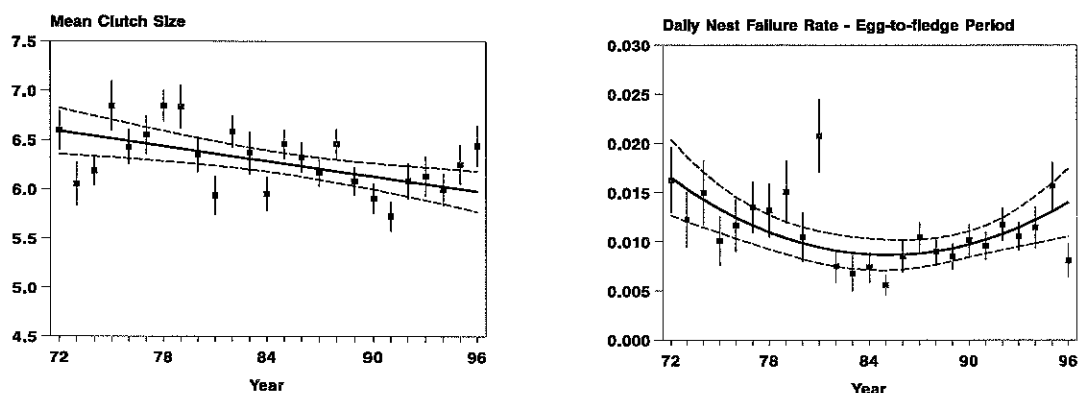 Mean Clutch Size
7.5
7.0
6.5
6.0
5.5
5.0
4.5
72 78 84 90 96
Year
Daily Nest Failure Rate - Egg-to-fledge Period
0.030
0.025
0.020
0.015
0.010
0.005
0.000
72 78 84 90 96
Year